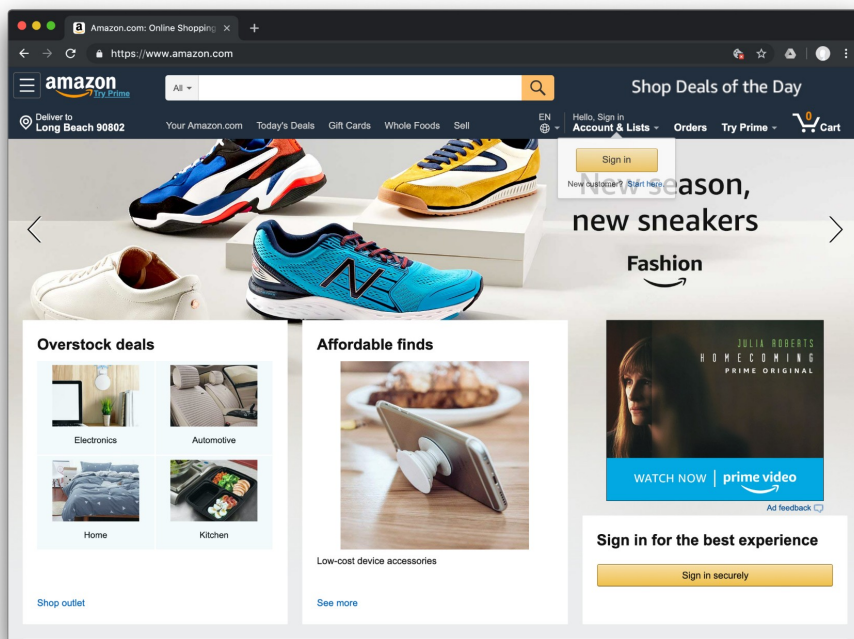 Amazon.com: Online Shopping
https://www.amazon.com
amazon
Try Prime
All
Shop Deals of the Day
Deliver to
Long Beach 90802
Your Amazon.com Today's Deals Gift Cards Whole Foods Sell
EN
Hello, Sign in
Account & Lists Orders Try Prime 0 Cart
Sign in
New customer? Start here.
New season,
new sneakers
Fashion
N
Overstock deals
Electronics
Automotive
Home
Kitchen
Shop outlet
Affordable finds
Low-cost device accessories
See more
JULIA ROBERTS
HOMECOMING
PRIME ORIGINAL
WATCH NOW | prime video
Ad feedback
Sign in for the best experience
Sign in securely